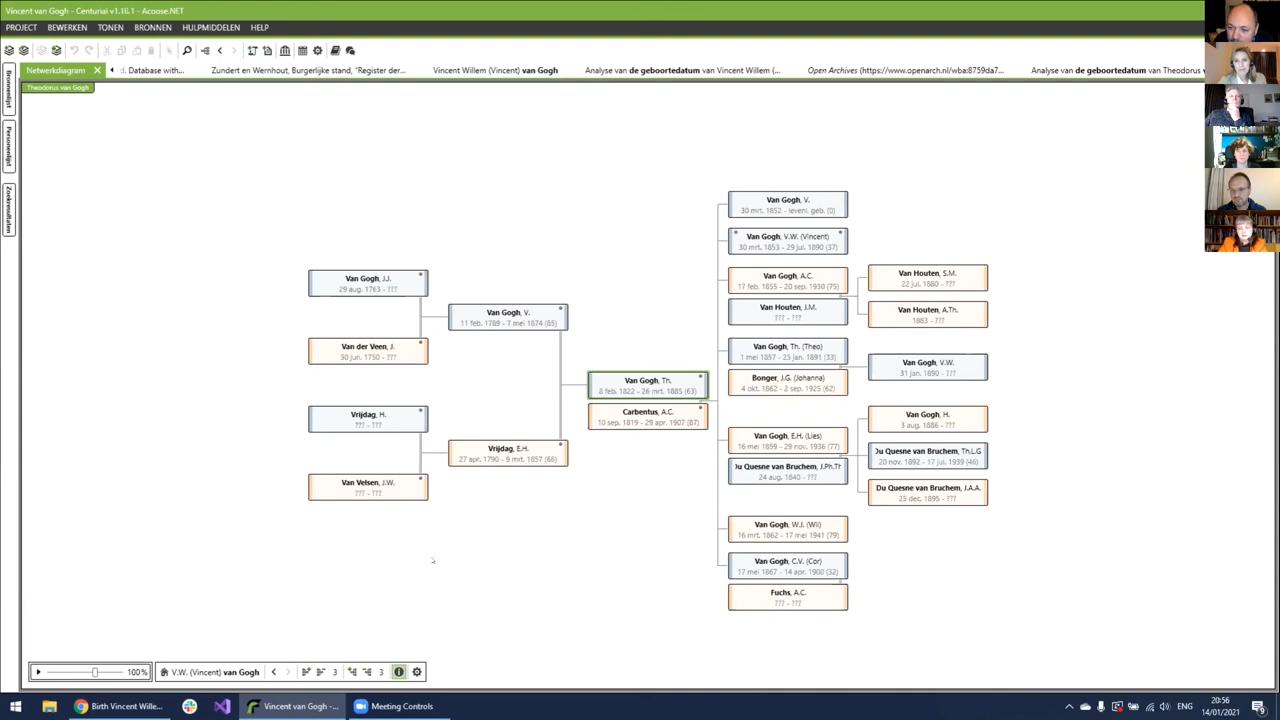 Vincent van Gogh - Centurial v1.16.1 - Acoose.NET
PROJECT BEWERKEN TONEN BRONNEN HULPMIDDELEN HELP
Netwerkdiagram
d. Database with...
Zundert en Wernhout, Burgerlijke stand, "Register der...
Vincent Willem (Vincent) van Gogh
Analyse van de geboortedatum van Vincent Willem (...
Open Archives (https://www.openarch.nl/wba:8759da7...
Analyse van de geboortedatum van Theodorus v
Theodorus van Gogh
Bronnenlijst
Personenlijst
Zoekresultaten
Van Gogh, J.J.
29 aug. 1763 - ???
Van der Veen, J.
30 jun. 1750 - ???
Vrijdag, H.
??? - ???
Van Velsen, J.W.
??? - ???
Van Gogh, V.
11 feb. 1789 - 7 mei 1874 (85)
Vrijdag, E.H.
27 apr. 1790 - 9 mrt. 1857 (66)
Van Gogh, Th.
8 feb. 1822 - 26 mrt. 1885 (63)
Carbentus, A.C.
10 sep. 1819 - 29 apr. 1907 (87)
Van Gogh, V.
30 mrt. 1852 - levenl. geb. (0)
Van Gogh, V.W. (Vincent)
30 mrt. 1853 - 29 jul. 1890 (37)
Van Gogh, A.C.
17 feb. 1855 - 20 sep. 1930 (75)
Van Houten, J.M.
??? - ???
Van Gogh, Th. (Theo)
1 mei 1857 - 25 jan. 1891 (33)
Bonger, J.G. (Johanna)
4 okt. 1862 - 2 sep. 1925 (62)
Van Gogh, E.H. (Lies)
16 mei 1859 - 29 nov. 1936 (77)
Du Quesne van Bruchem, J.Ph.Th
24 aug. 1840 - ???
Van Gogh, W.J. (Wil)
16 mrt. 1862 - 17 mei 1941 (79)
Van Gogh, C.V. (Cor)
17 mei 1867 - 14 apr. 1900 (32)
Fuchs, A.C.
??? - ???
Van Houten, S.M.
22 jul. 1880 - ???
Van Houten, A.Th.
1883 - ???
Van Gogh, V.W.
31 jan. 1890 - ???
Van Gogh, H.
3 aug. 1886 - ???
Du Quesne van Bruchem, Th.L.G
20 nov. 1892 - 17 jul. 1939 (46)
Du Quesne van Bruchem, J.A.A.
25 dec. 1895 - ???
100%
V.W. (Vincent) van Gogh
3
3
Birth Vincent Wille...
Vincent van Gogh -...
Meeting Controls
ENG
20:56
14/01/2021